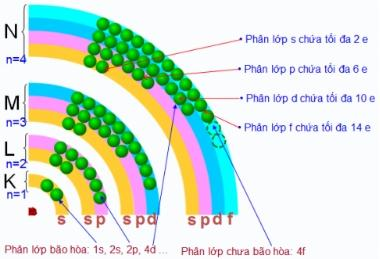 N
n=4
Phân lớp s chứa tối đa 2 e
Phân lớp p chứa tối đa 6 e
M
n=3
Phân lớp d chứa tối đa 10 e
Phân lớp f chứa tối đa 14 e
L
n=2
K
n=1
s s p s p d s p d f
Phân lớp bão hòa: 1s, 2s, 2p, 4d ... Phân lớp chưa bão hòa: 4f